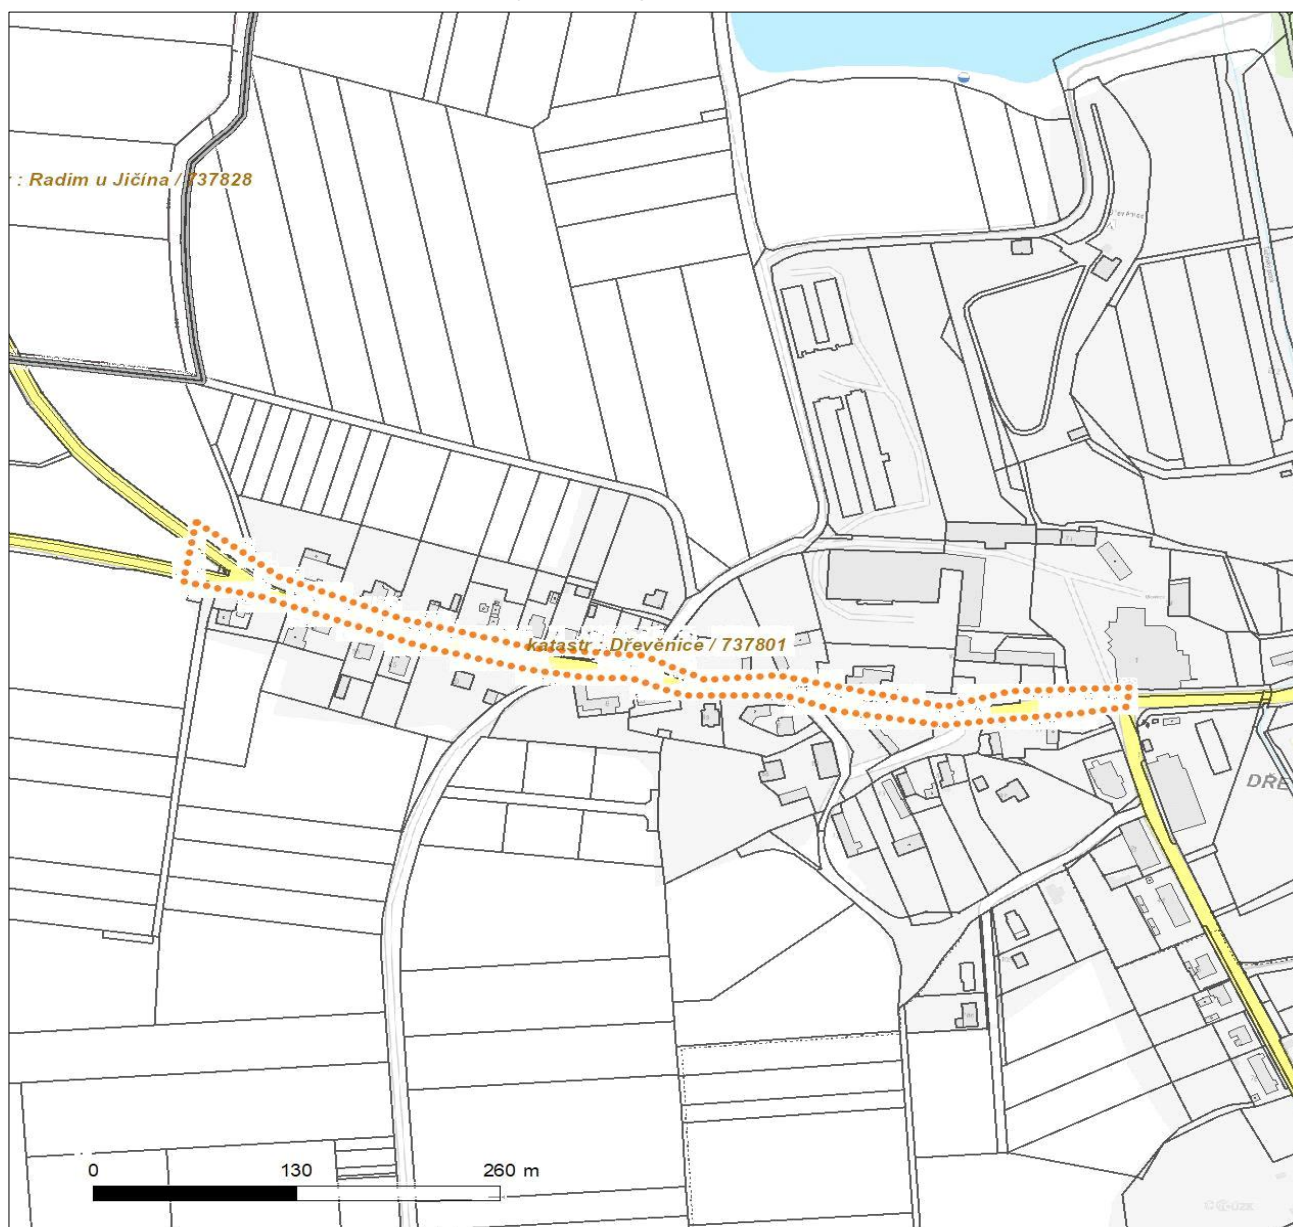 : Radim u Jičína / 737828
katastr : Dřevěnice / 737801
DŘE
0 130 260 m